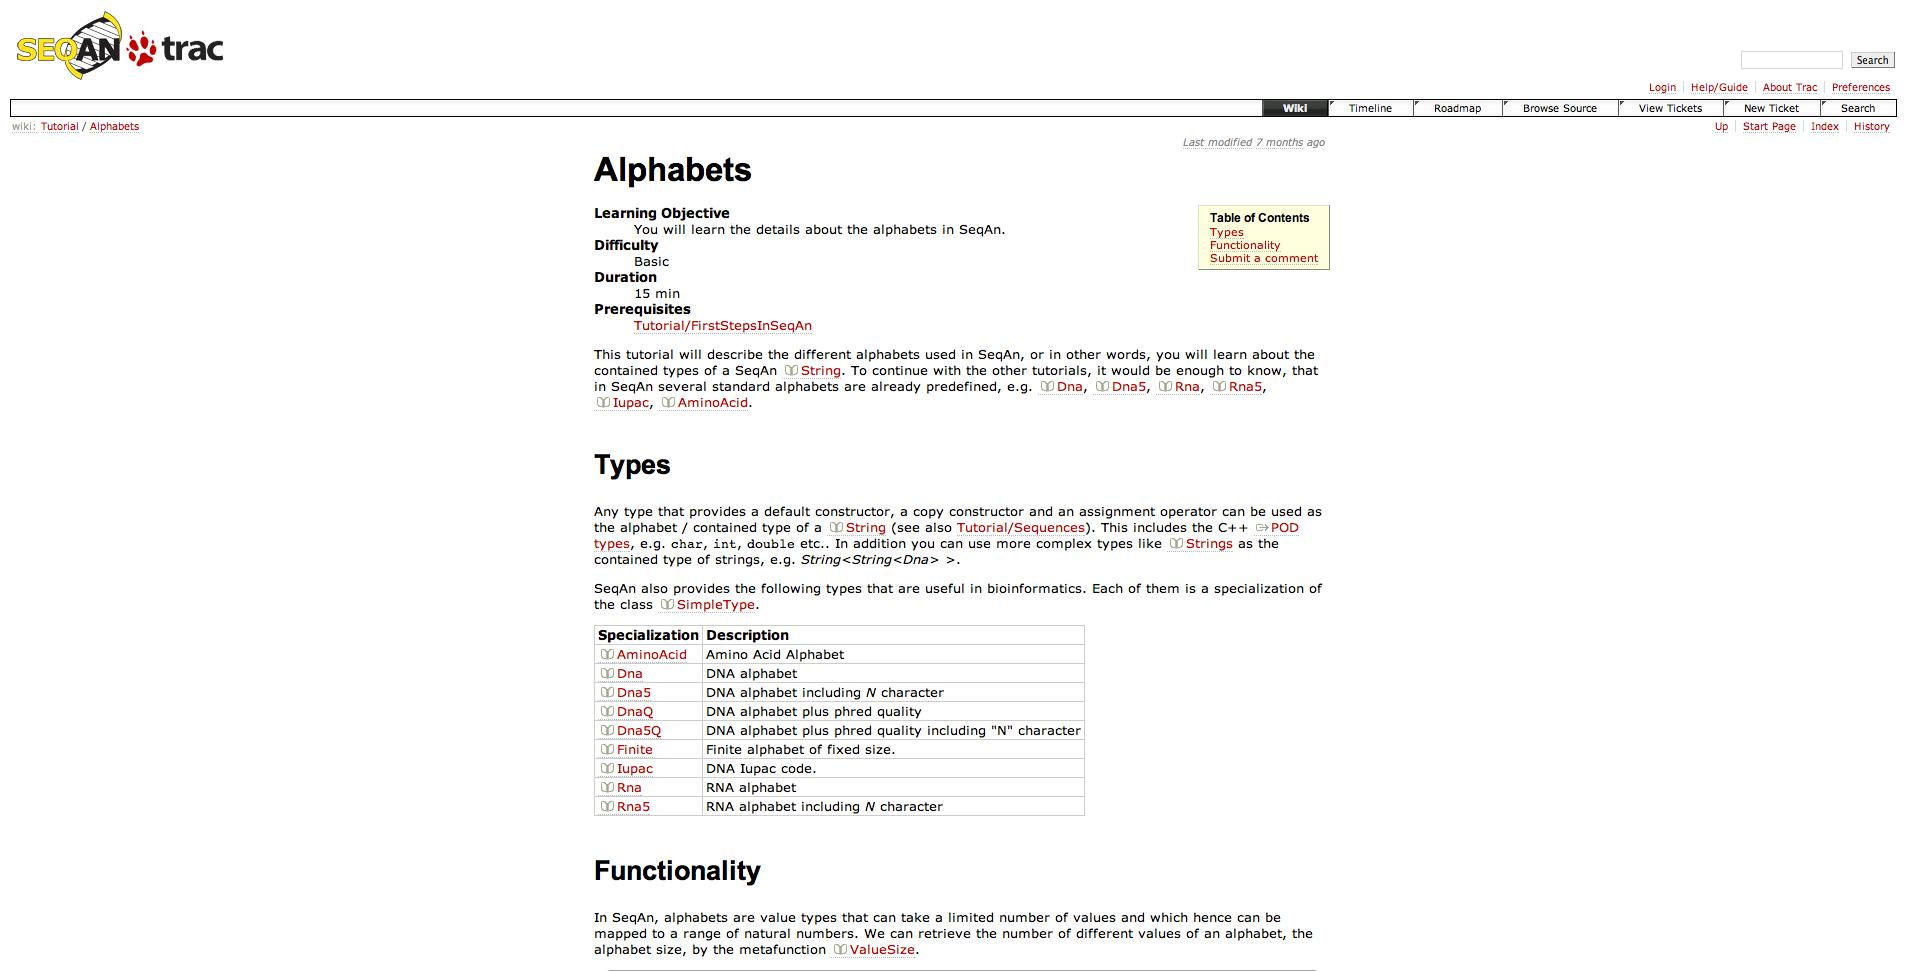 SEQAN trac
Search
Login Help/Guide About Trac Preferences
Wiki Timeline Roadmap Browse Source View Tickets New Ticket Search
wiki: Tutorial / Alphabets
Up Start Page Index History
Last modified 7 months ago
Alphabets
Table of Contents
Types
Functionality
Submit a comment
Learning Objective
You will learn the details about the alphabets in SeqAn.
Difficulty
Basic
Duration
15 min
Prerequisites
Tutorial/FirstStepsInSeqAn
This tutorial will describe the different alphabets used in SeqAn, or in other words, you will learn about the
contained types of a SeqAn String. To continue with the other tutorials, it would be enough to know, that
in SeqAn several standard alphabets are already predefined, e.g. Dna, Dna5, Rna, Rna5,
Iupac, AminoAcid.
Types
Any type that provides a default constructor, a copy constructor and an assignment operator can be used as
the alphabet / contained type of a String (see also Tutorial/Sequences). This includes the C++ POD
types, e.g. char, int, double etc.. In addition you can use more complex types like Strings as the
contained type of strings, e.g. String<String<Dna> >.
SeqAn also provides the following types that are useful in bioinformatics. Each of them is a specialization of
the class SimpleType.
Specialization Description
AminoAcid Amino Acid Alphabet
Dna DNA alphabet
Dna5 DNA alphabet including N character
DnaQ DNA alphabet plus phred quality
Dna5Q DNA alphabet plus phred quality including "N" character
Finite Finite alphabet of fixed size.
Iupac DNA Iupac code.
Rna RNA alphabet
Rna5 RNA alphabet including N character
Functionality
In SeqAn, alphabets are value types that can take a limited number of values and which hence can be
mapped to a range of natural numbers. We can retrieve the number of different values of an alphabet, the
alphabet size, by the metafunction ValueSize.